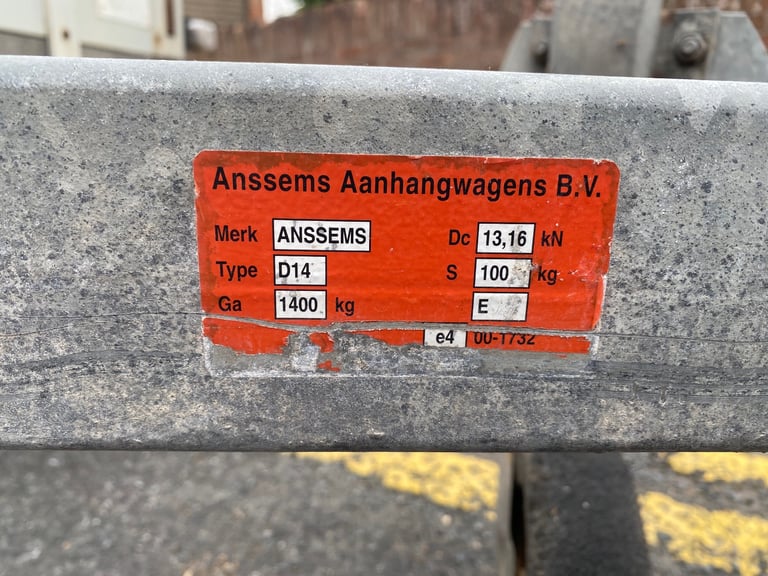 Anssems Aanhangwagens B.V.
Merk ANSSEMS Dc 13,16 kN
Type D14 S 100 kg
Ga 1400 kg E
e4 00-1732